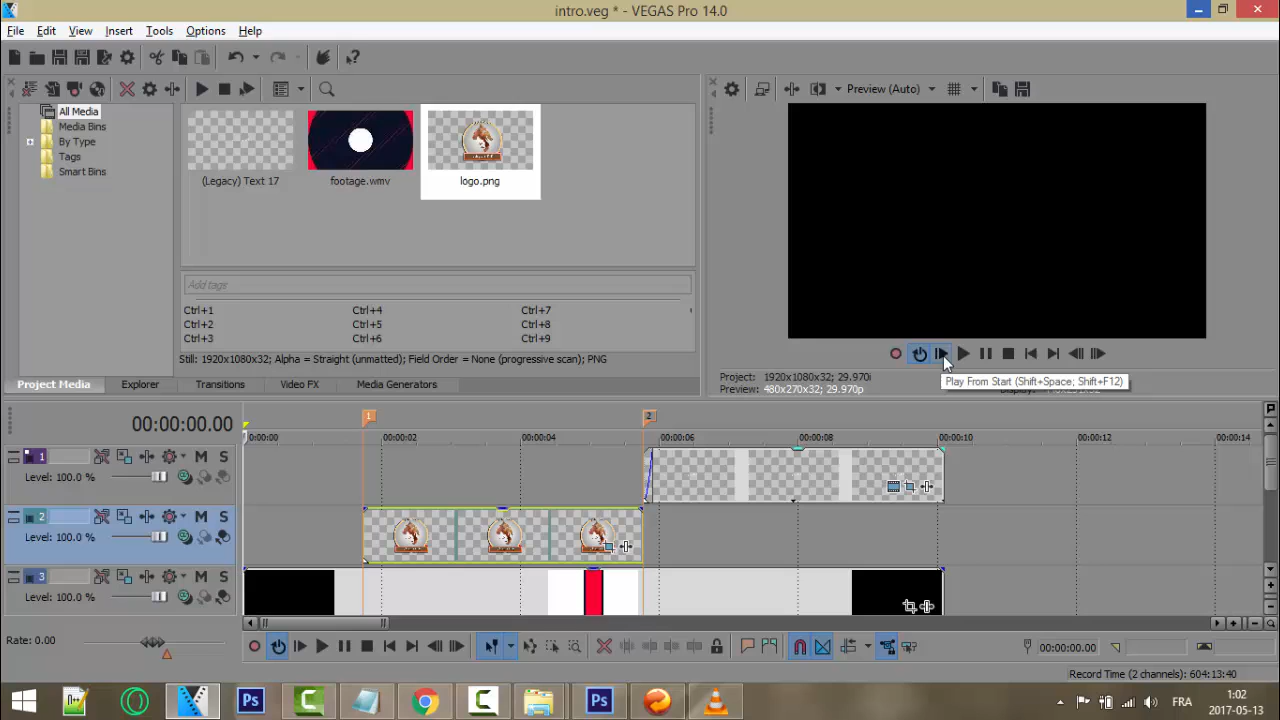 intro.veg * - VEGAS Pro 14.0
File Edit View Insert Tools Options Help
Preview (Auto)
All Media
Media Bins
By Type
Tags
Smart Bins
(Legacy) Text 17
footage.wmv
logo.png
Add tags
Ctrl+1 Ctrl+4 Ctrl+7
Ctrl+2 Ctrl+5 Ctrl+8
Ctrl+3 Ctrl+6 Ctrl+9
Still: 1920x1080x32; Alpha = Straight (unmatted); Field Order = None (progressive scan); PNG
Project Media Explorer Transitions Video FX Media Generators
Project: 1920x1080x32; 29.970i
Preview: 480x270x32; 29.970p
Play From Start (Shift+Space; Shift+F12)
00:00:00.00
1
2
0:00:00 00:00:02 00:00:04 00:00:06 00:00:08 00:00:10 00:00:12 00:00:14
1 M S
Level: 100.0 %
2 M S
Level: 100.0 %
3 M S
Level: 100.0 %
Rate: 0.00
00:00:00.00
Record Time (2 channels): 604:13:40
Ps
Ps
FR
1:02
2017-05-13